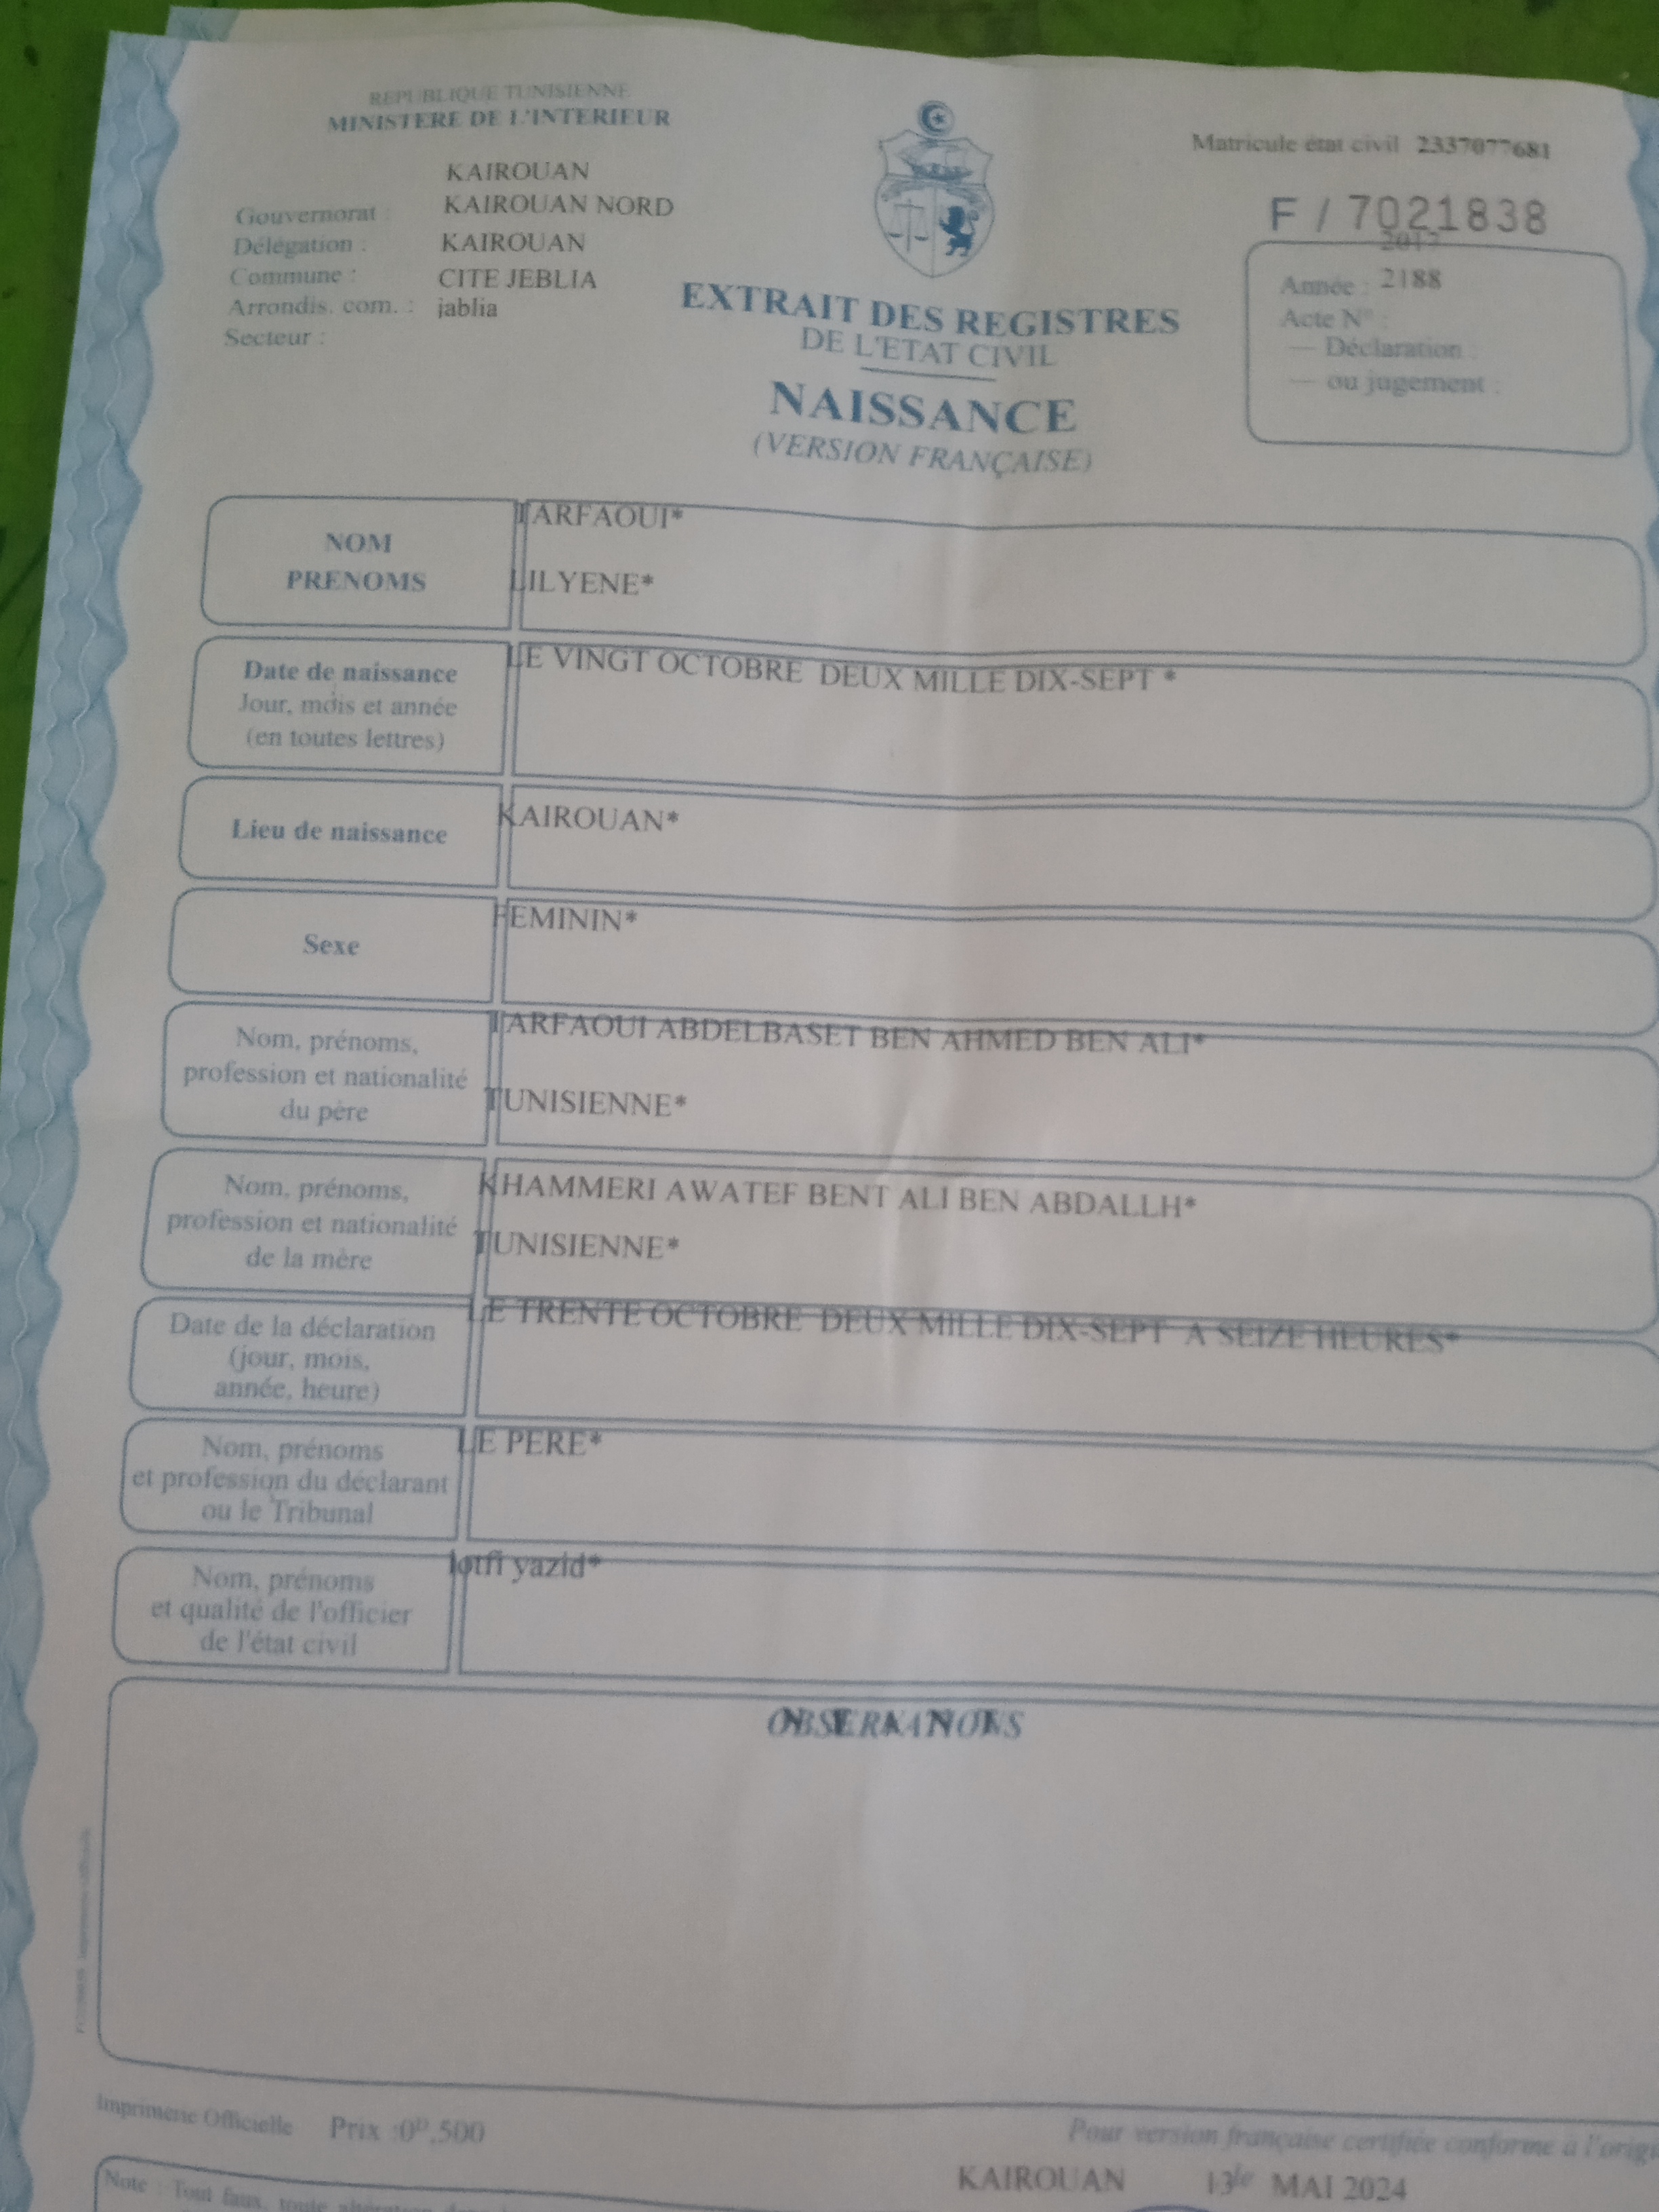 REPUBLIQUE TUNISIENNE
MINISTERE DE L'INTERIEUR
KAIROUAN
Gouvernorat : KAIROUAN NORD
Délégation : KAIROUAN
Commune : CITE JEBLIA
Arrondis. com. : jablia
Secteur :
Matricule état civil 2337077681
F / 7021838
2017
Année : 2188
Acte N° :
— Déclaration :
— ou jugement :
EXTRAIT DES REGISTRES
DE L'ETAT CIVIL
NAISSANCE
(VERSION FRANÇAISE)
NOM TARFAOUI*
PRENOMS LILYENE*
Date de naissance LE VINGT OCTOBRE DEUX MILLE DIX-SEPT *
Jour, mois et année
(en toutes lettres)
Lieu de naissance KAIROUAN*
Sexe FEMININ*
Nom, prénoms, TARFAOUI ABDELBASET BEN AHMED BEN ALI*
profession et nationalité
du père TUNISIENNE*
Nom, prénoms, KHAMMERI AWATEF BENT ALI BEN ABDALLH*
profession et nationalité
de la mère TUNISIENNE*
Date de la déclaration LE TRENTE OCTOBRE DEUX MILLE DIX-SEPT A SEIZE HEURES*
(jour, mois,
année, heure)
Nom, prénoms LE PERE*
et profession du déclarant
ou le Tribunal
Nom, prénoms lotfi yazid*
et qualité de l'officier
de l'état civil
Imprimerie Officielle Prix :0D,500
Pour version française certifiée conforme à
KAIROUAN 13 le MAI 2024
Note : Tout faux, toute